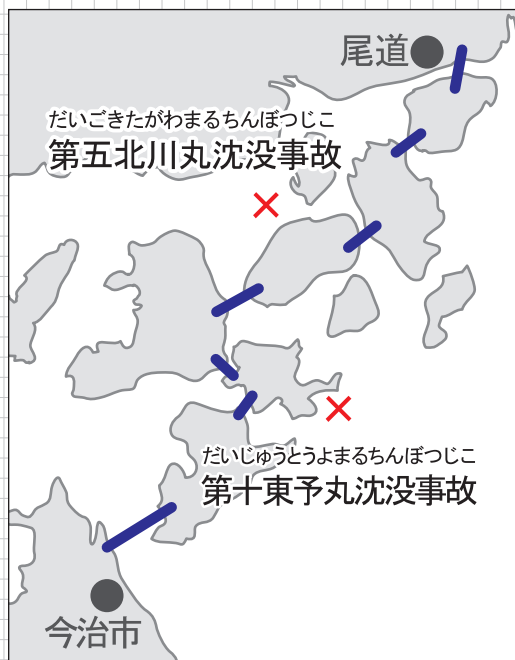 尾道
だいごきたがわまるちんぼつじこ
第五北川丸沈没事故
だいじゅうとうよまるちんぼつじこ
第十東予丸沈没事故
今治市